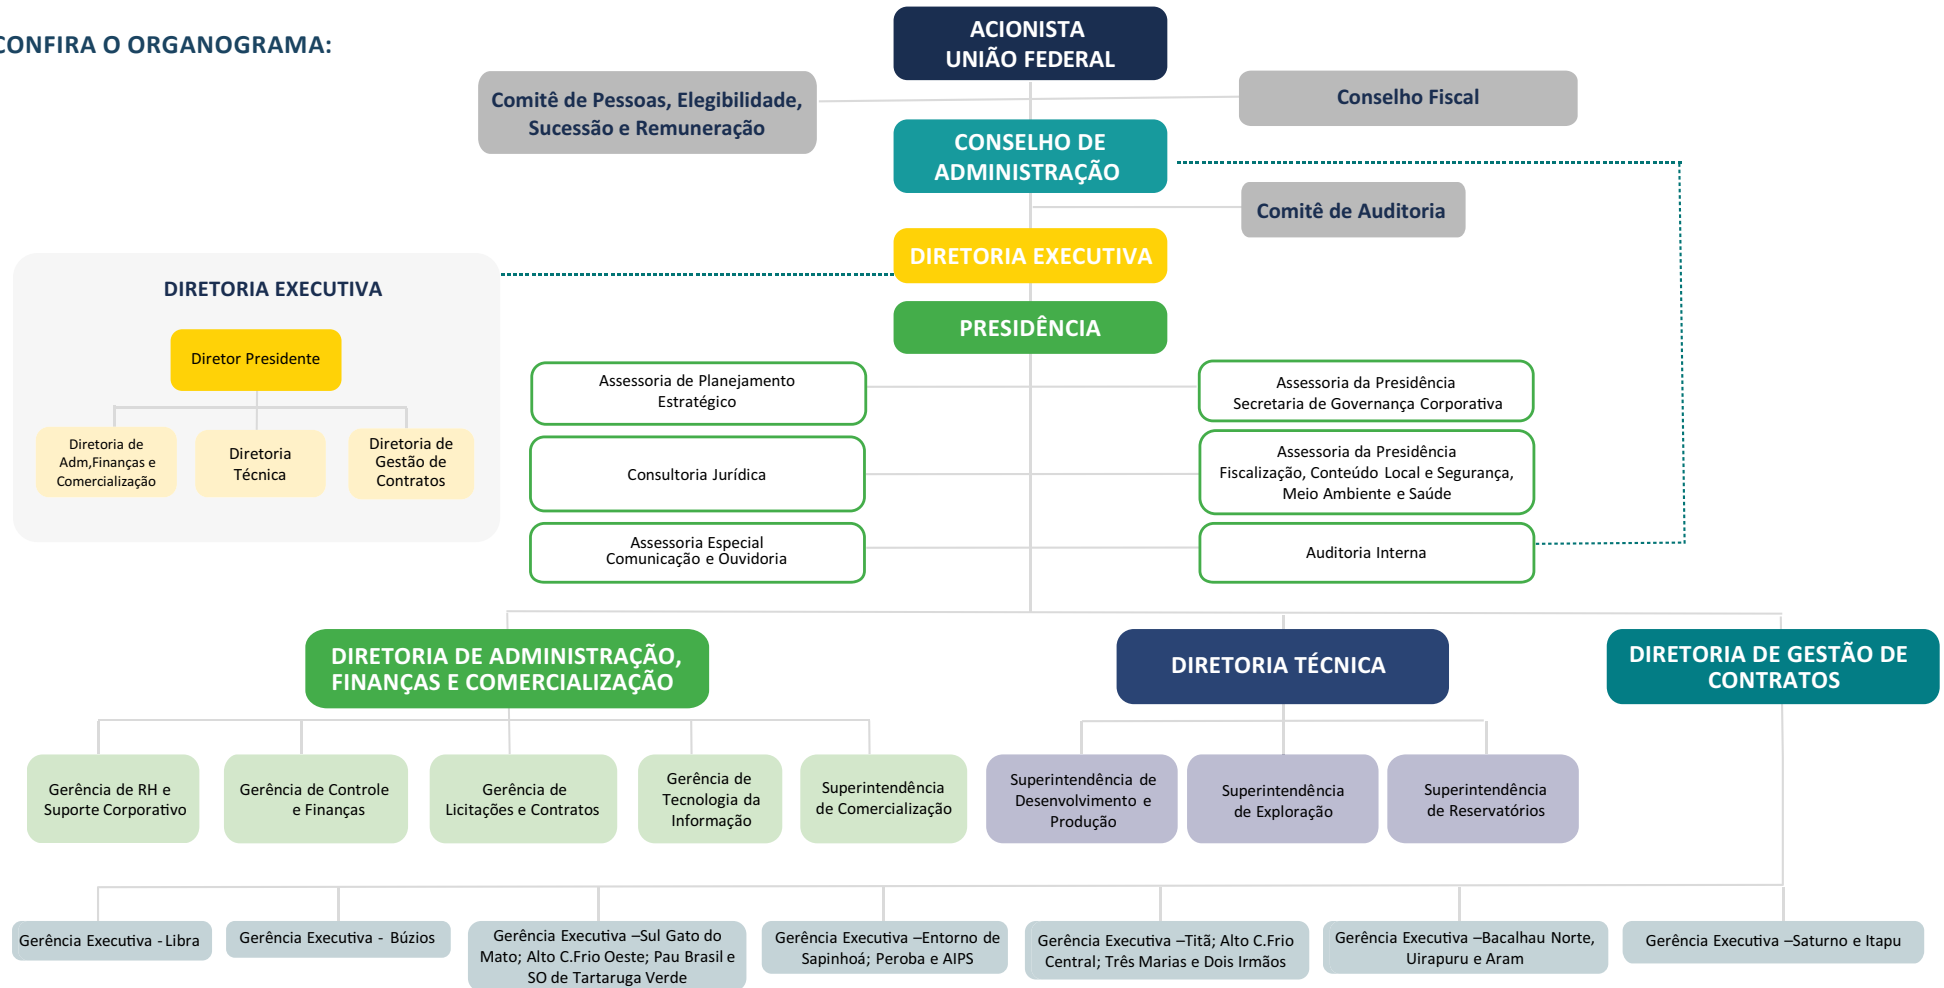 CONFIRA O ORGANOGRAMA:
ACIONISTA
UNIÃO FEDERAL
Comitê de Pessoas, Elegibilidade,
Sucessão e Remuneração
Conselho Fiscal
CONSELHO DE
ADMINISTRAÇÃO
Comitê de Auditoria
DIRETORIA EXECUTIVA
DIRETORIA EXECUTIVA
Diretor Presidente
Diretoria de
Adm,Finanças e
Comercialização
Diretoria
Técnica
Diretoria de
Gestão de
Contratos
PRESIDÊNCIA
Assessoria de Planejamento
Estratégico
Assessoria da Presidência
Secretaria de Governança Corporativa
Consultoria Jurídica
Assessoria da Presidência
Fiscalização, Conteúdo Local e Segurança,
Meio Ambiente e Saúde
Assessoria Especial
Comunicação e Ouvidoria
Auditoria Interna
DIRETORIA DE ADMINISTRAÇÃO,
FINANÇAS E COMERCIALIZAÇÃO
DIRETORIA TÉCNICA
DIRETORIA DE GESTÃO DE
CONTRATOS
Gerência de RH e
Suporte Corporativo
Gerência de Controle
e Finanças
Gerência de
Licitações e Contratos
Gerência de
Tecnologia da
Informação
Superintendência
de Comercialização
Superintendência de
Desenvolvimento e
Produção
Superintendência
de Exploração
Superintendência
de Reservatórios
Gerência Executiva - Libra
Gerência Executiva - Búzios
Gerência Executiva –Sul Gato do
Mato; Alto C.Frio Oeste; Pau Brasil e
SO de Tartaruga Verde
Gerência Executiva –Entorno de
Sapinhoá; Peroba e AIPS
Gerência Executiva –Titã; Alto C.Frio
Central; Três Marias e Dois Irmãos
Gerência Executiva –Bacalhau Norte,
Uirapuru e Aram
Gerência Executiva –Saturno e Itapu